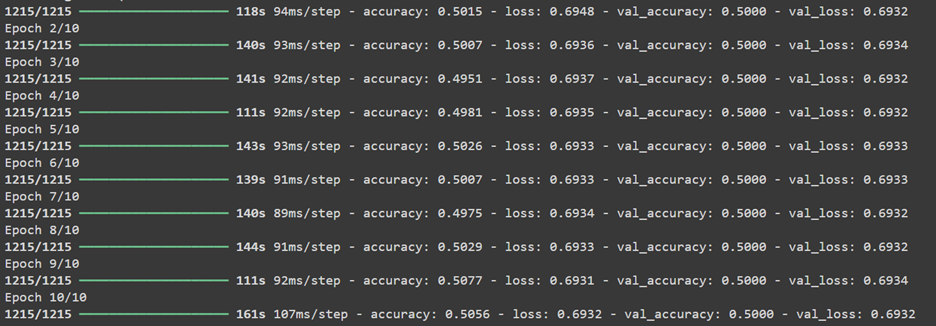 1215/1215 ━━━━━━━━━━━━━━━━━━━━ 118s 94ms/step - accuracy: 0.5015 - loss: 0.6948 - val_accuracy: 0.5000 - val_loss: 0.6932
Epoch 2/10
1215/1215 ━━━━━━━━━━━━━━━━━━━━ 140s 93ms/step - accuracy: 0.5007 - loss: 0.6936 - val_accuracy: 0.5000 - val_loss: 0.6934
Epoch 3/10
1215/1215 ━━━━━━━━━━━━━━━━━━━━ 141s 92ms/step - accuracy: 0.4951 - loss: 0.6937 - val_accuracy: 0.5000 - val_loss: 0.6932
Epoch 4/10
1215/1215 ━━━━━━━━━━━━━━━━━━━━ 111s 92ms/step - accuracy: 0.4981 - loss: 0.6935 - val_accuracy: 0.5000 - val_loss: 0.6932
Epoch 5/10
1215/1215 ━━━━━━━━━━━━━━━━━━━━ 143s 93ms/step - accuracy: 0.5026 - loss: 0.6933 - val_accuracy: 0.5000 - val_loss: 0.6933
Epoch 6/10
1215/1215 ━━━━━━━━━━━━━━━━━━━━ 139s 91ms/step - accuracy: 0.5007 - loss: 0.6933 - val_accuracy: 0.5000 - val_loss: 0.6933
Epoch 7/10
1215/1215 ━━━━━━━━━━━━━━━━━━━━ 140s 89ms/step - accuracy: 0.4975 - loss: 0.6934 - val_accuracy: 0.5000 - val_loss: 0.6932
Epoch 8/10
1215/1215 ━━━━━━━━━━━━━━━━━━━━ 144s 91ms/step - accuracy: 0.5029 - loss: 0.6933 - val_accuracy: 0.5000 - val_loss: 0.6932
Epoch 9/10
1215/1215 ━━━━━━━━━━━━━━━━━━━━ 111s 92ms/step - accuracy: 0.5077 - loss: 0.6931 - val_accuracy: 0.5000 - val_loss: 0.6934
Epoch 10/10
1215/1215 ━━━━━━━━━━━━━━━━━━━━ 161s 107ms/step - accuracy: 0.5056 - loss: 0.6932 - val_accuracy: 0.5000 - val_loss: 0.6932